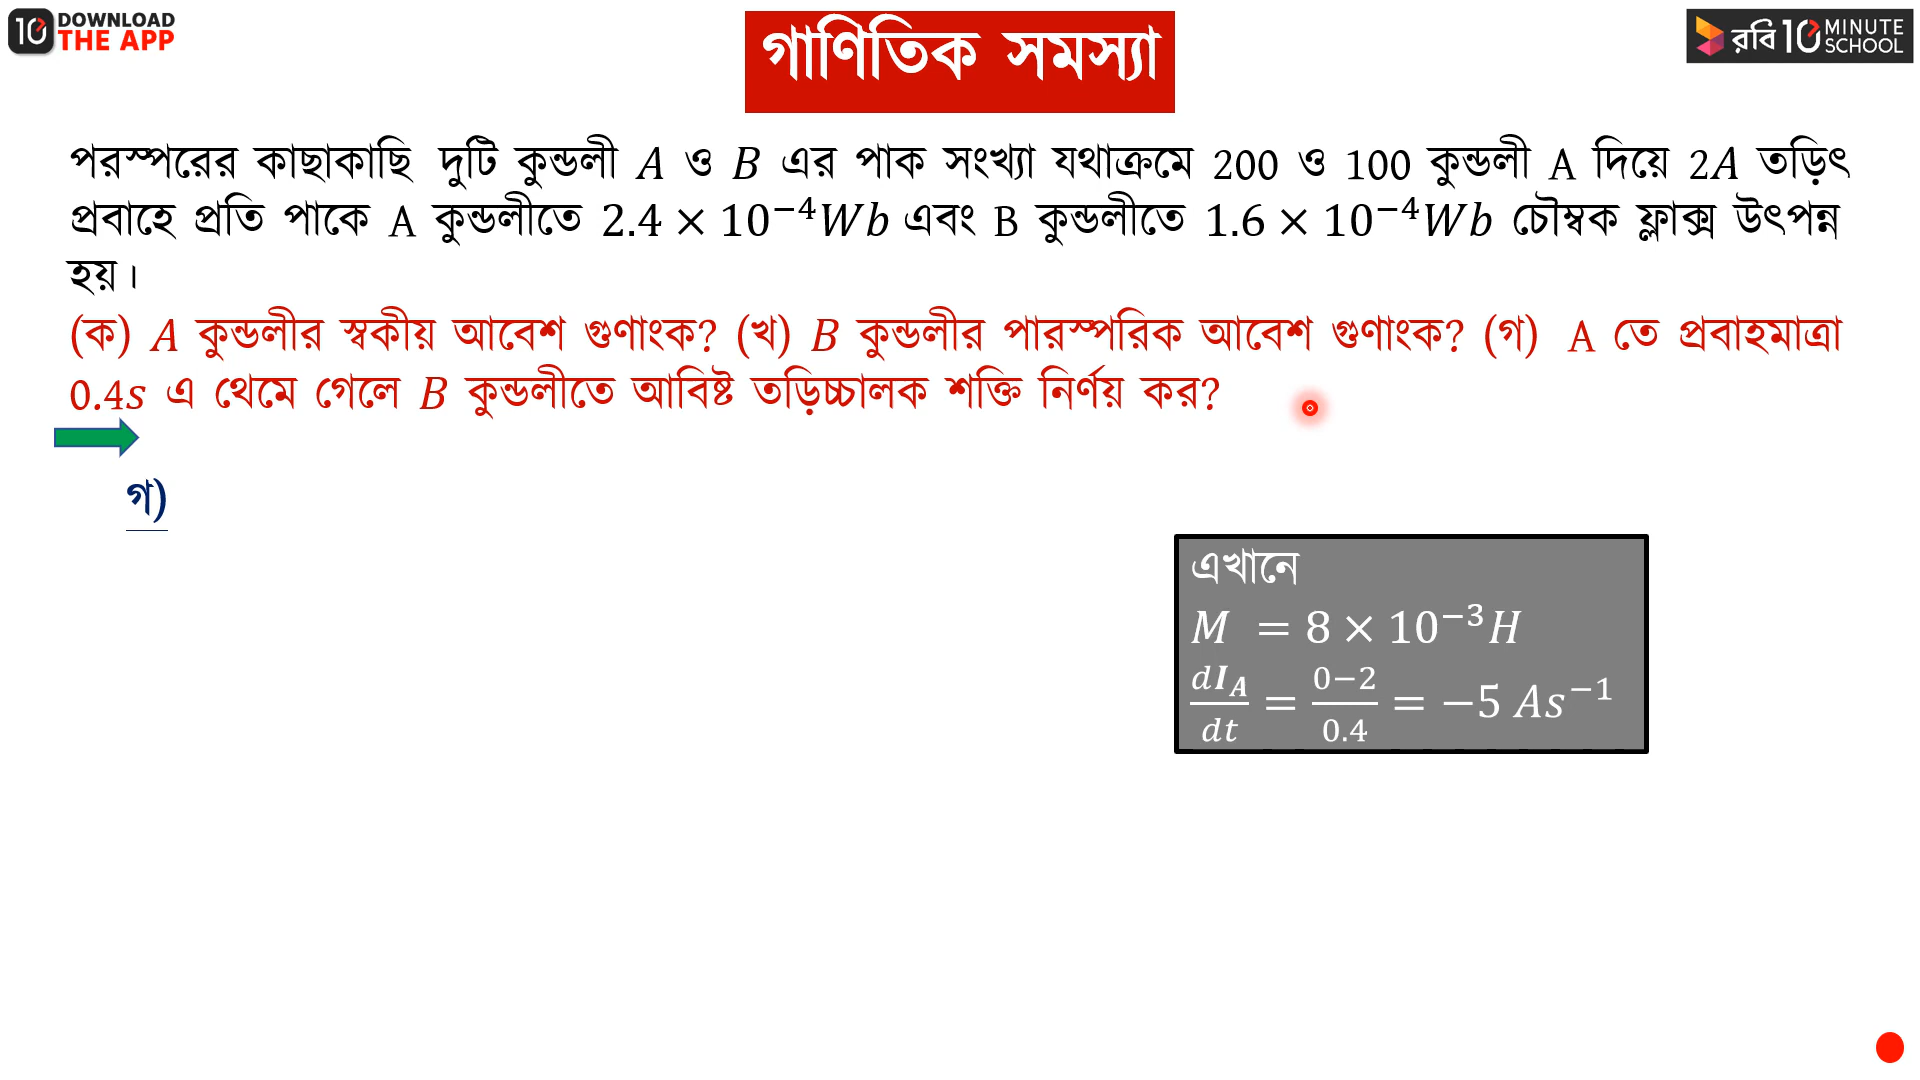 DOWNLOAD
THE APP
গাণিতিক সমস্যা
রবি 10 MINUTE SCHOOL
পরস্পরের কাছাকাছি দুটি কুন্ডলী A ও B এর পাক সংখ্যা যথাক্রমে 200 ও 100 কুন্ডলী A দিয়ে 2A তড়িৎ
প্রবাহে প্রতি পাকে A কুন্ডলীতে 2.4 × 10⁻⁴Wb এবং B কুন্ডলীতে 1.6 × 10⁻⁴Wb চৌম্বক ফ্লাক্স উৎপন্ন
হয়।
(ক) A কুন্ডলীর স্বকীয় আবেশ গুণাংক? (খ) B কুন্ডলীর পারস্পরিক আবেশ গুণাংক? (গ) A তে প্রবাহমাত্রা
0.4s এ থেমে গেলে B কুন্ডলীতে আবিষ্ট তড়িচ্চালক শক্তি নির্ণয় কর?
গ)
এখানে
M = 8 × 10⁻³H
dI_A/dt = (0−2)/0.4 = −5 As⁻¹